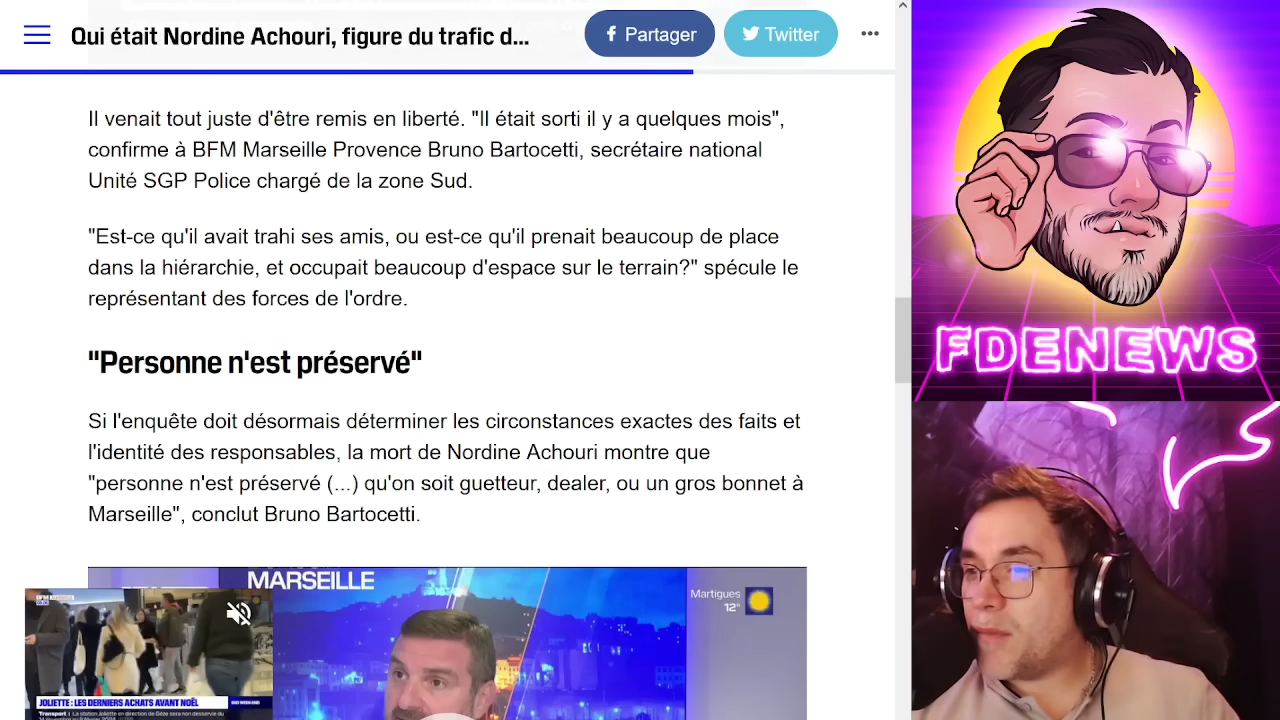 Qui était Nordine Achouri, figure du trafic d...
Partager
Twitter
Il venait tout juste d'être remis en liberté. "Il était sorti il y a quelques mois",
confirme à BFM Marseille Provence Bruno Bartocetti, secrétaire national
Unité SGP Police chargé de la zone Sud.
"Est-ce qu'il avait trahi ses amis, ou est-ce qu'il prenait beaucoup de place
dans la hiérarchie, et occupait beaucoup d'espace sur le terrain?" spécule le
représentant des forces de l'ordre.
"Personne n'est préservé"
Si l'enquête doit désormais déterminer les circonstances exactes des faits et
l'identité des responsables, la mort de Nordine Achouri montre que
"personne n'est préservé (...) qu'on soit guetteur, dealer, ou un gros bonnet à
Marseille", conclut Bruno Bartocetti.
MARSEILLE
Martigues
12°
JOLIETTE : LES DERNIERS ACHATS AVANT NOËL
FDENEWS